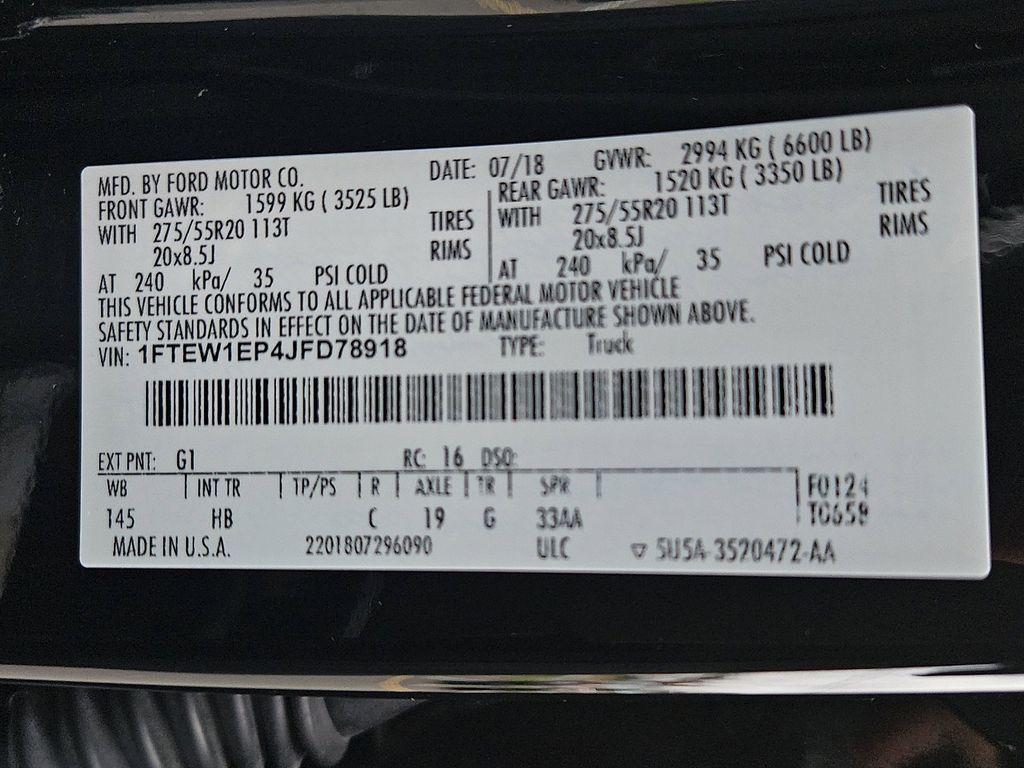 MFD. BY FORD MOTOR CO. DATE: 07/18 GVWR: 2994 KG ( 6600 LB)
FRONT GAWR: 1599 KG ( 3525 LB) REAR GAWR: 1520 KG ( 3350 LB)
WITH 275/55R20 113T TIRES WITH 275/55R20 113T TIRES
20x8.5J RIMS 20x8.5J RIMS
AT 240 kPa/ 35 PSI COLD AT 240 kPa/ 35 PSI COLD
THIS VEHICLE CONFORMS TO ALL APPLICABLE FEDERAL MOTOR VEHICLE
SAFETY STANDARDS IN EFFECT ON THE DATE OF MANUFACTURE SHOWN ABOVE.
VIN: 1FTEW1EP4JFD78918 TYPE: Truck
EXT PNT: G1 RC: 16 DSO:
WB INT TR TP/PS R AXLE TR SPR F0124
145 HB C 19 G 33AA T0658
MADE IN U.S.A. 2201807296090 ULC ▽ 5U5A-3520472-AA